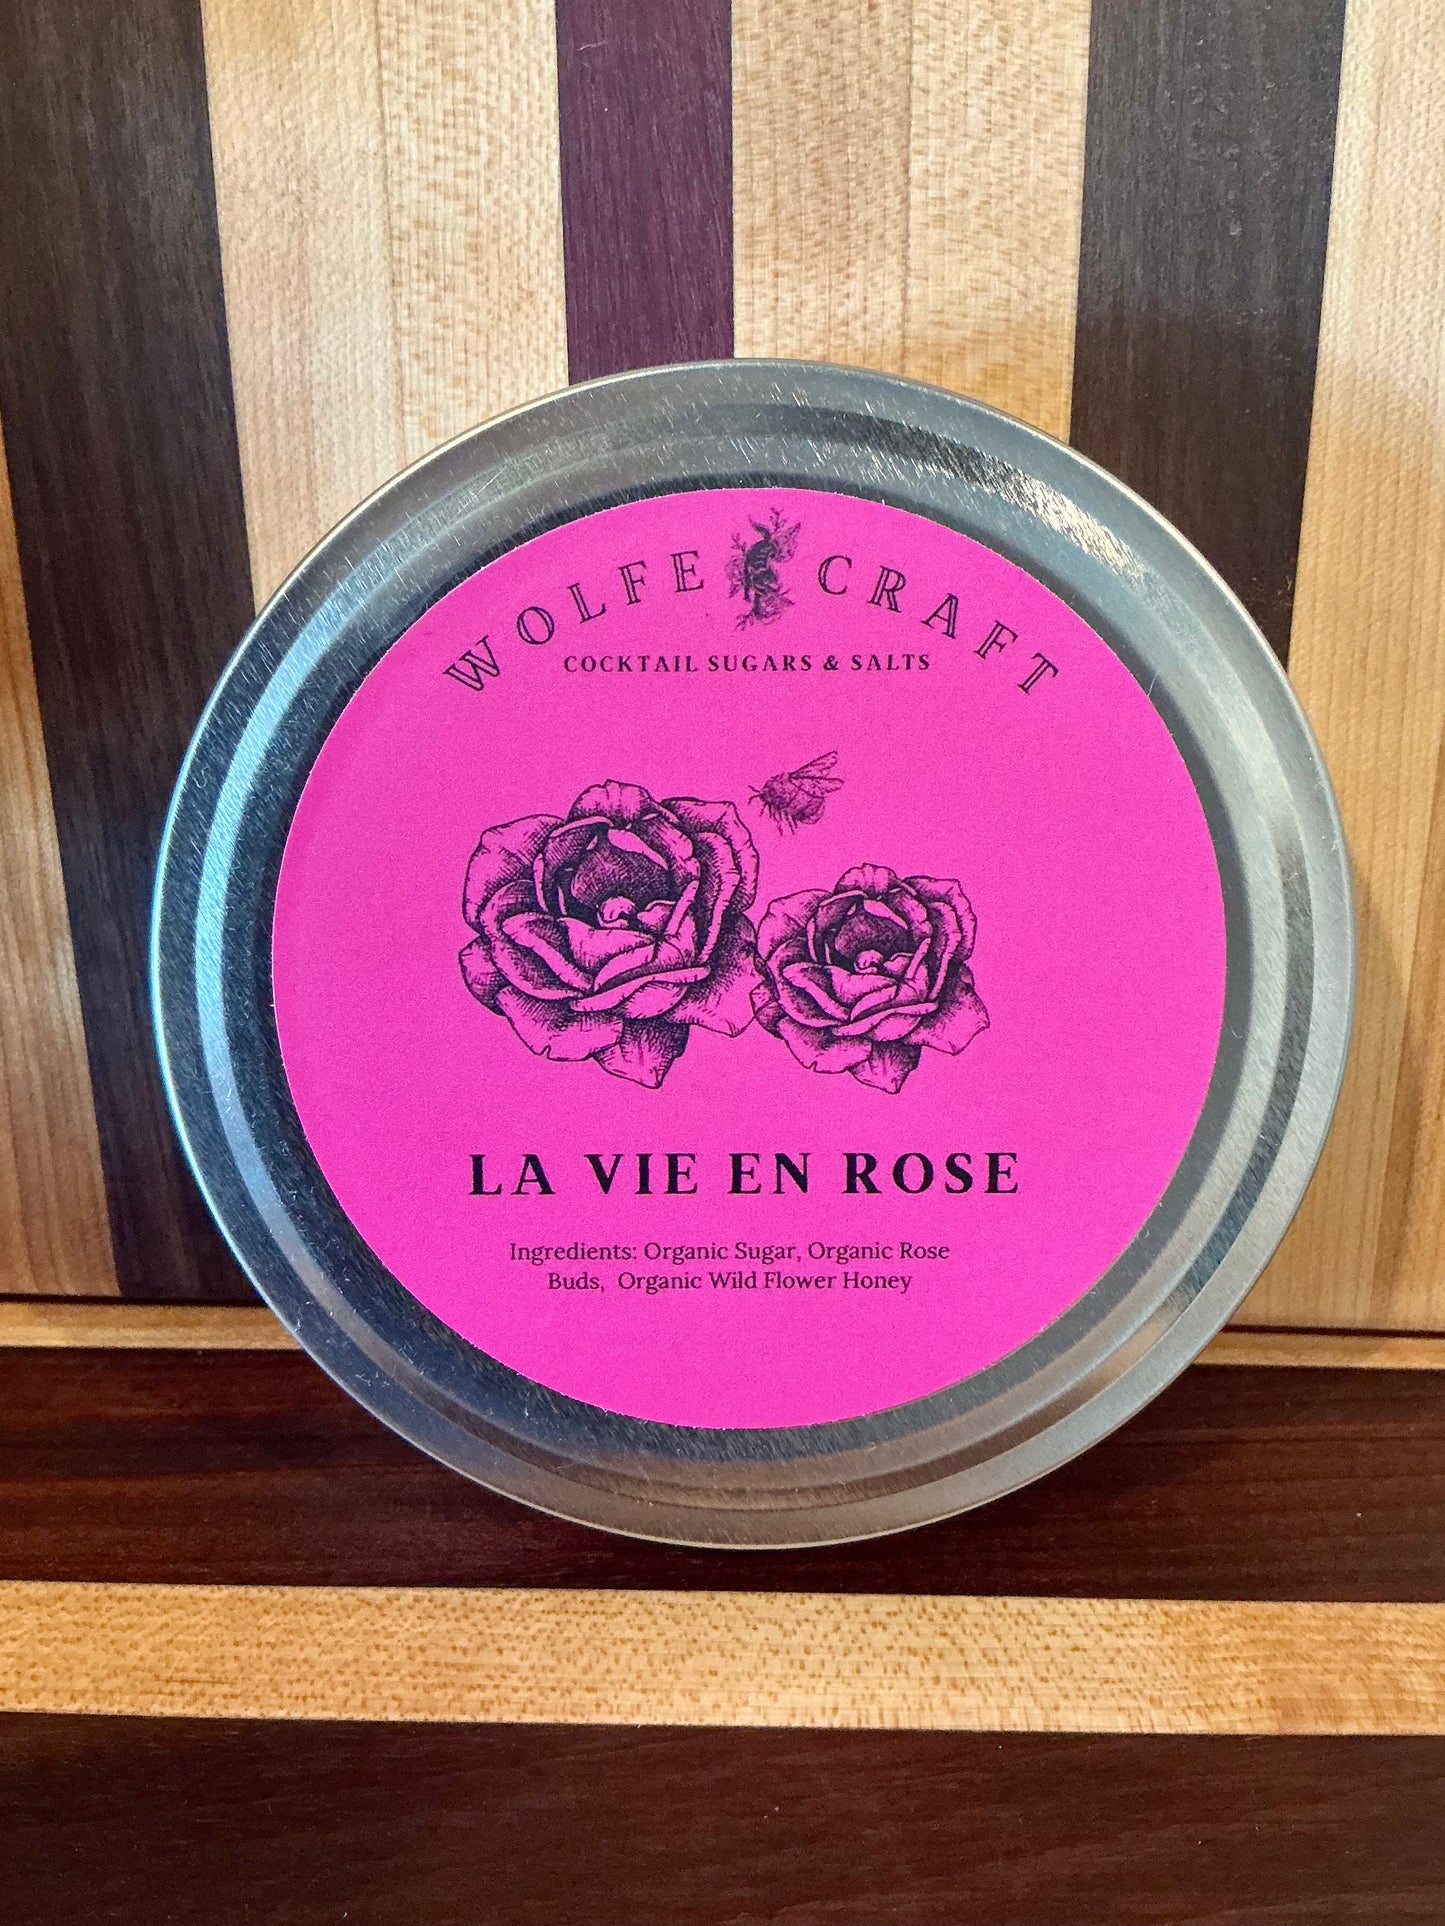 WOLFE CRAFT
COCKTAIL SUGARS & SALTS
LA VIE EN ROSE
Ingredients: Organic Sugar, Organic Rose
Buds, Organic Wild Flower Honey